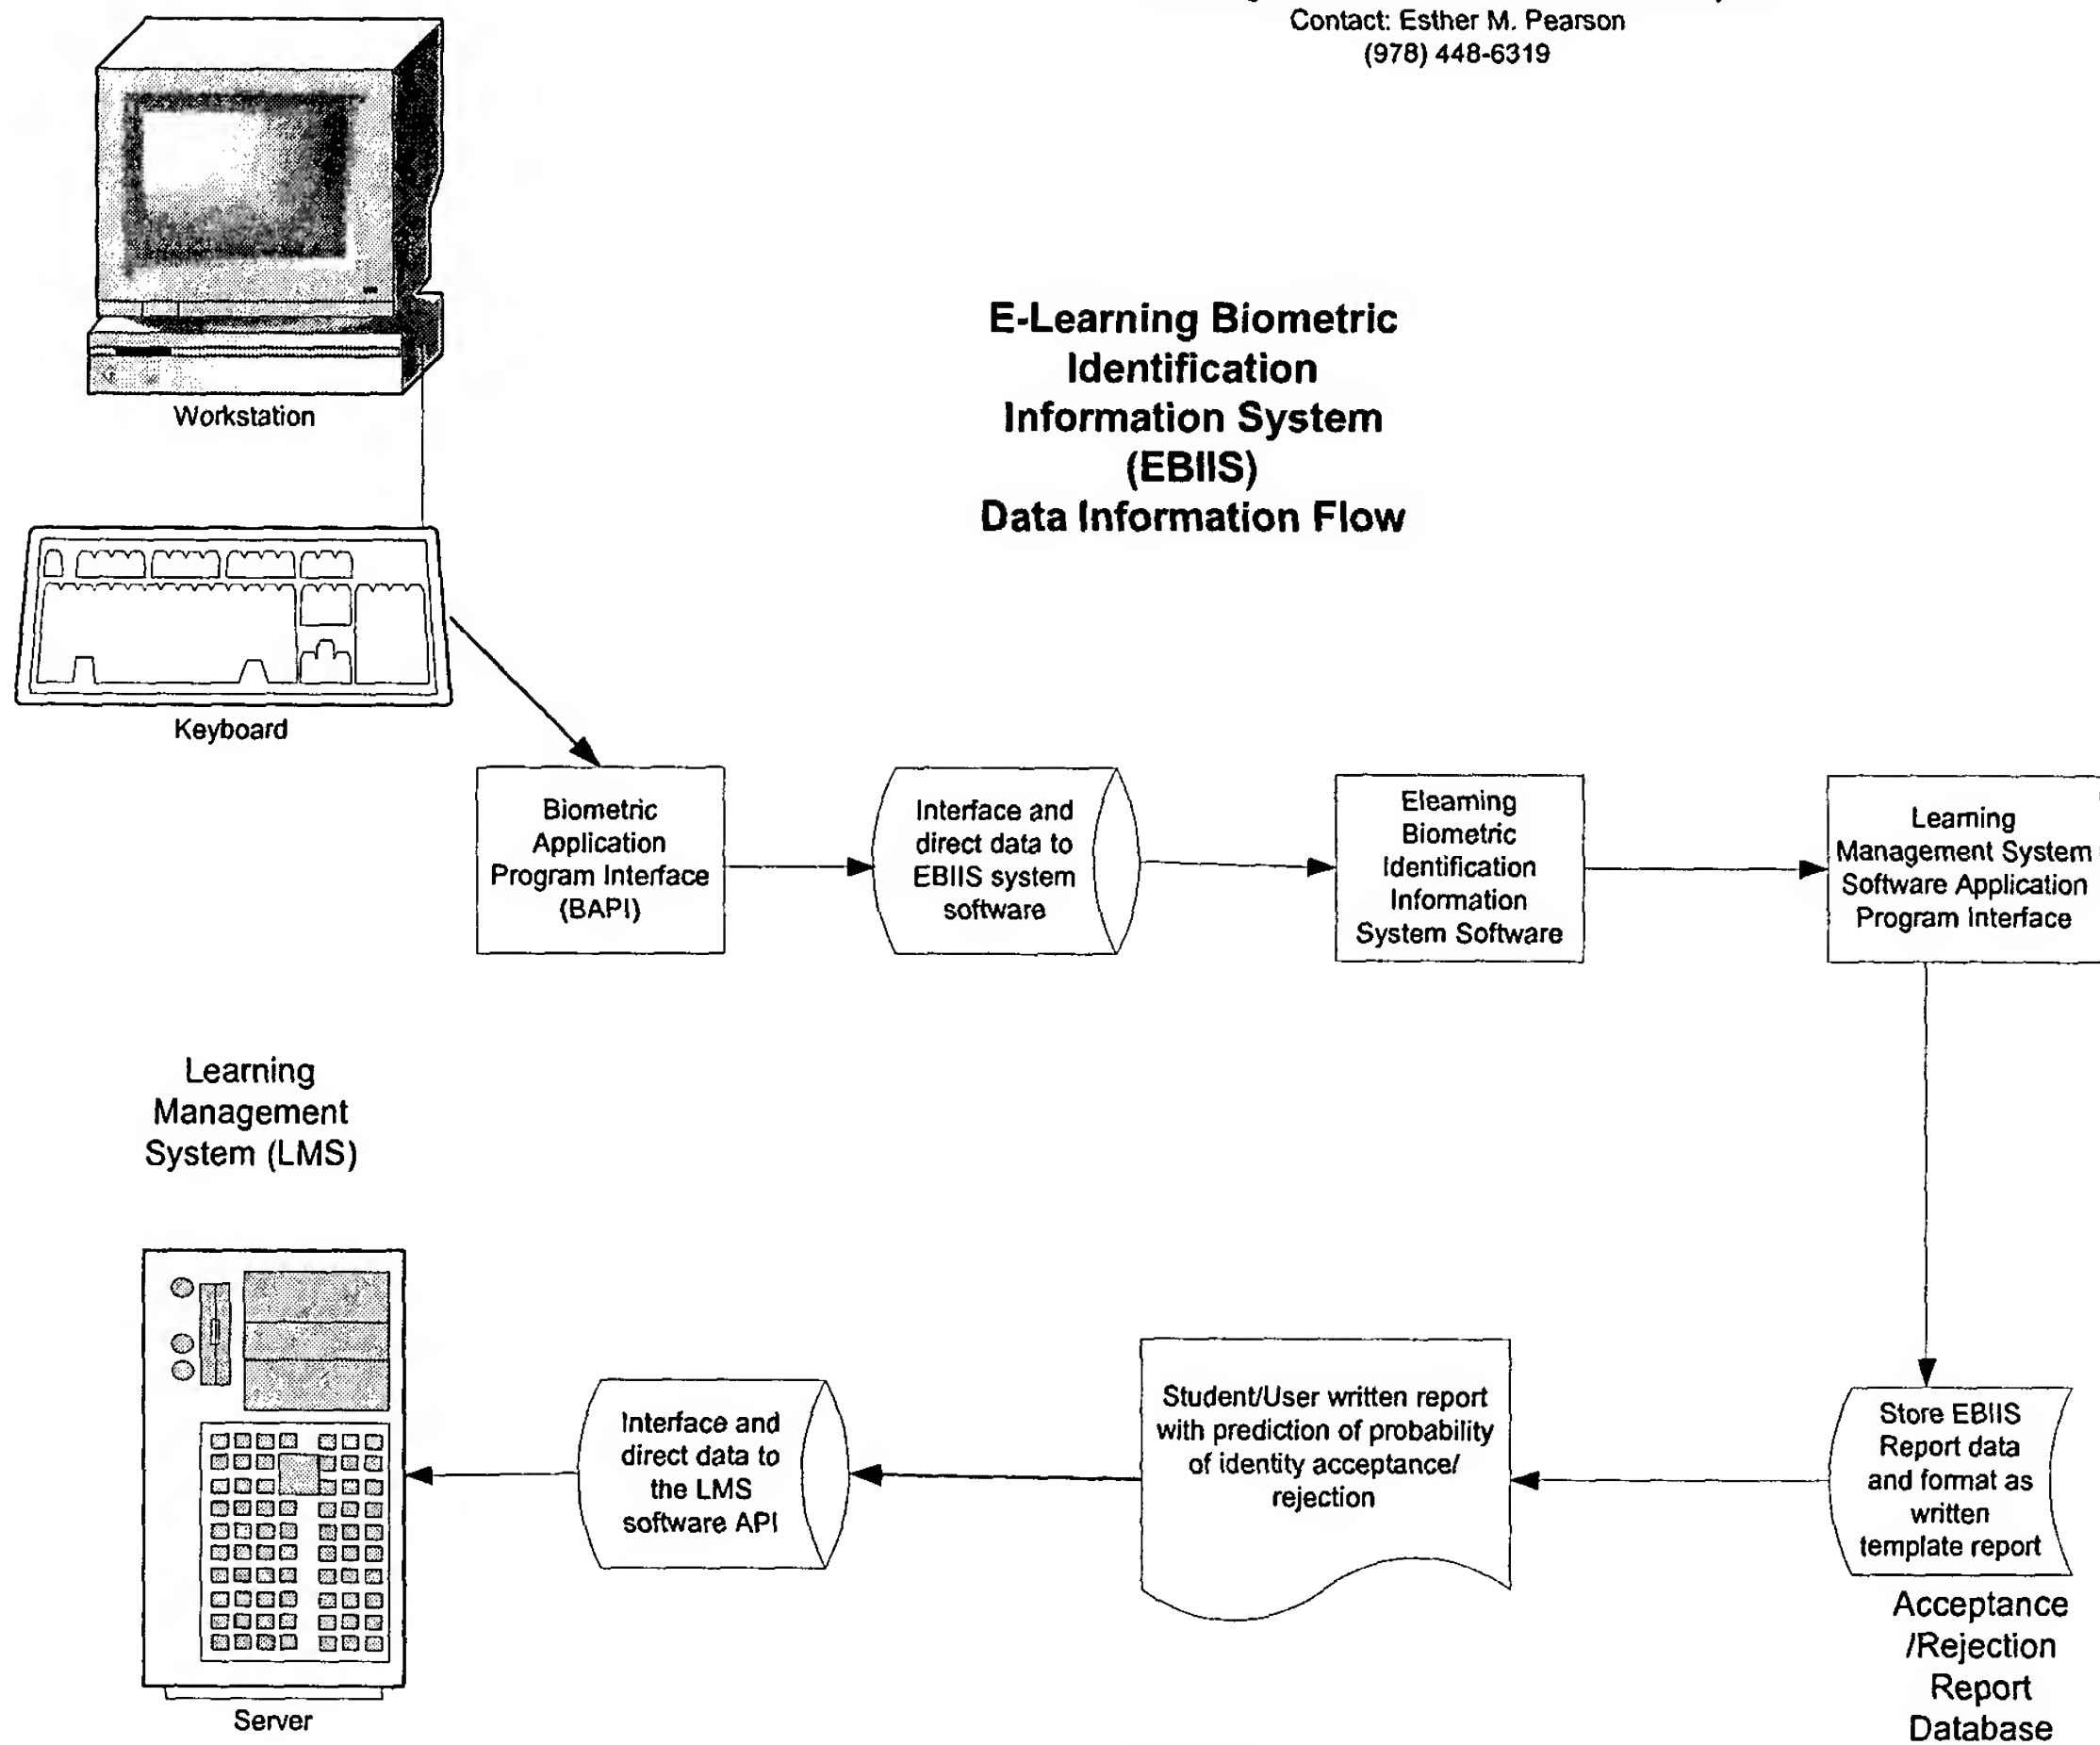 Contact: Esther M. Pearson
(978) 448-6319
E-Learning Biometric
Identification
Information System
(EBIIS)
Data Information Flow
Workstation
Keyboard
Biometric
Application
Program Interface
(BAPI)
Interface and
direct data to
EBIIS system
software
Elearning
Biometric
Identification
Information
System Software
Learning
Management System
Software Application
Program Interface
Learning
Management
System (LMS)
Server
Interface and
direct data to
the LMS
software API
Student/User written report
with prediction of probability
of identity acceptance/
rejection
Store EBIIS
Report data
and format as
written
template report
Acceptance
/Rejection
Report
Database